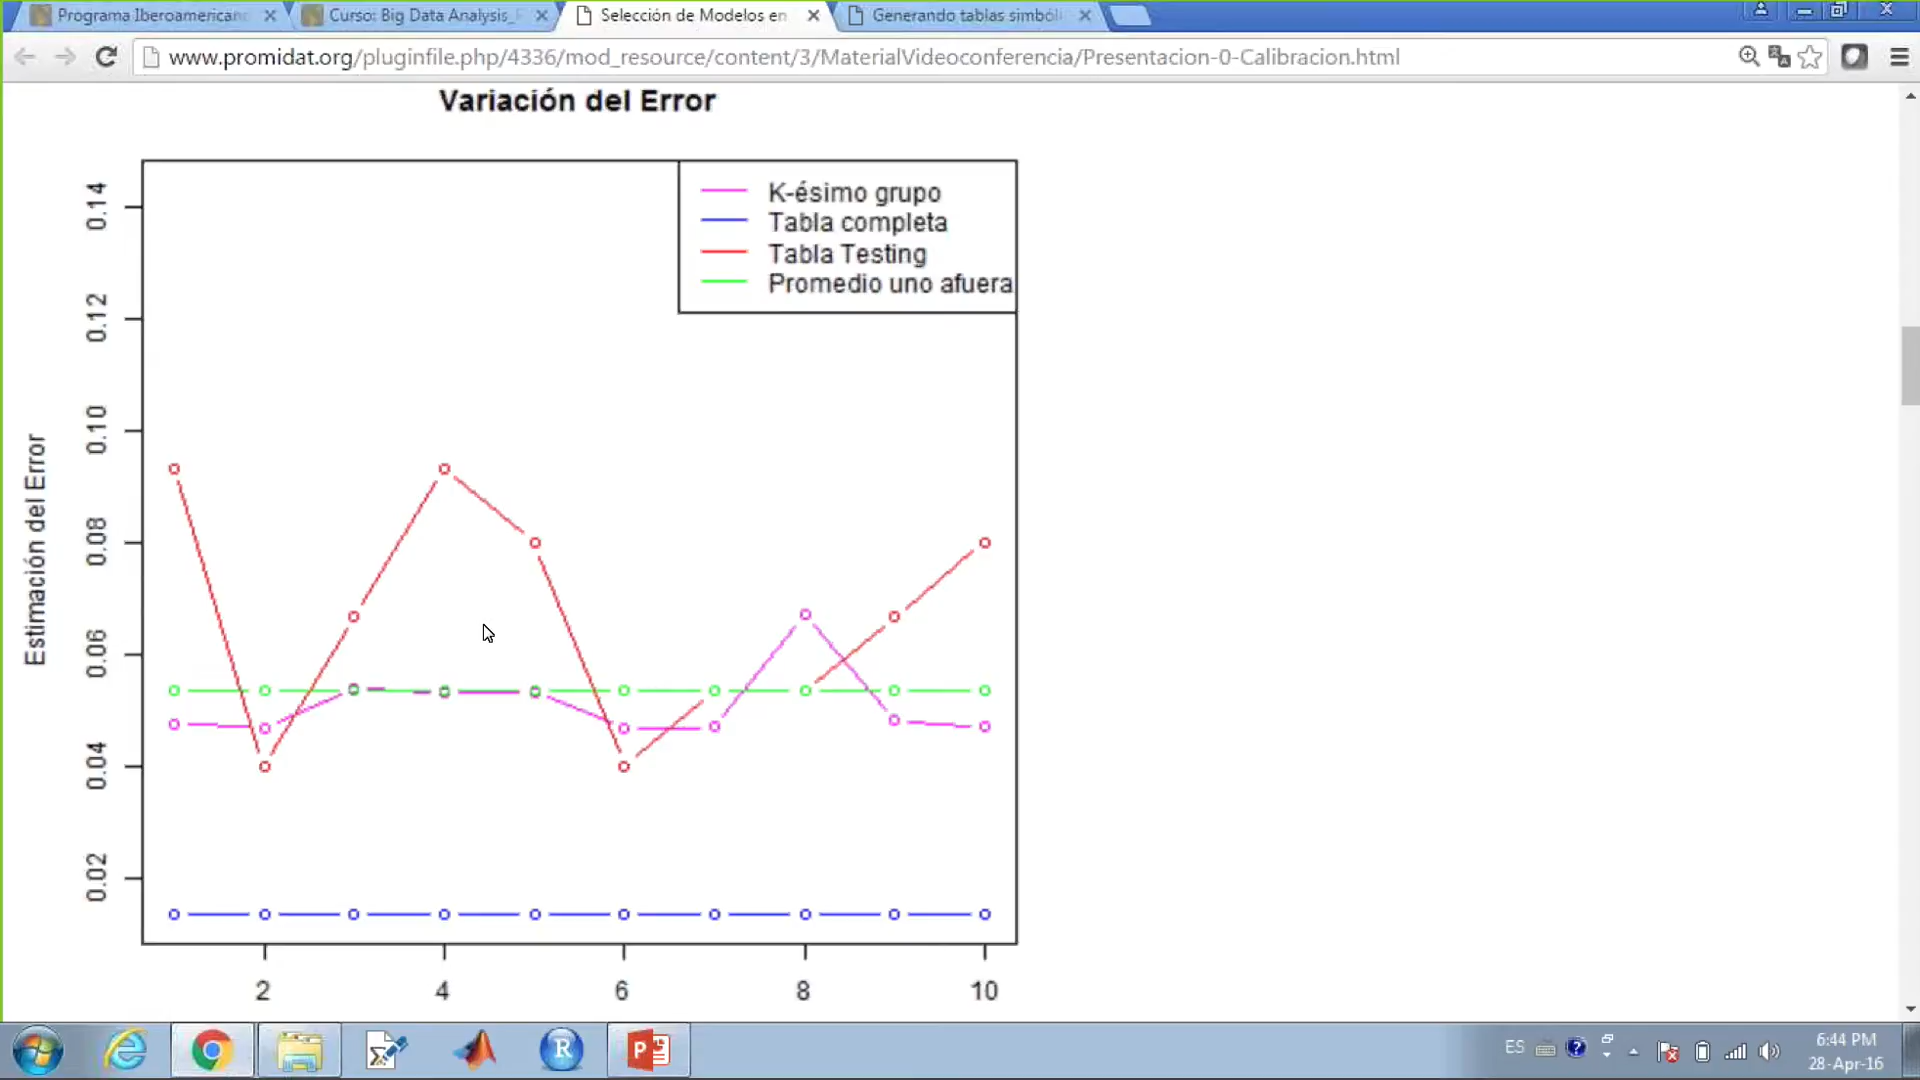 Programa Iberoamerican
Curso: Big Data Analysis_
Selección de Modelos en
Generando tablas simból
www.promidat.org/pluginfile.php/4336/mod_resource/content/3/MaterialVideoconferencia/Presentacion-0-Calibracion.html
Variación del Error
K-ésimo grupo
Tabla completa
Tabla Testing
Promedio uno afuera
Estimación del Error
0.14
0.12
0.10
0.08
0.06
0.04
0.02
2 4 6 8 10
ES
6:44 PM
28-Apr-16